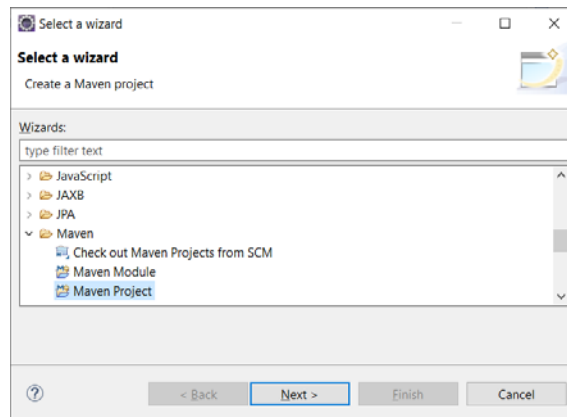 Select a wizard
Select a wizard
Create a Maven project
Wizards:
type filter text
JavaScript
JAXB
JPA
Maven
Check out Maven Projects from SCM
Maven Module
Maven Project
? < Back Next > Finish Cancel